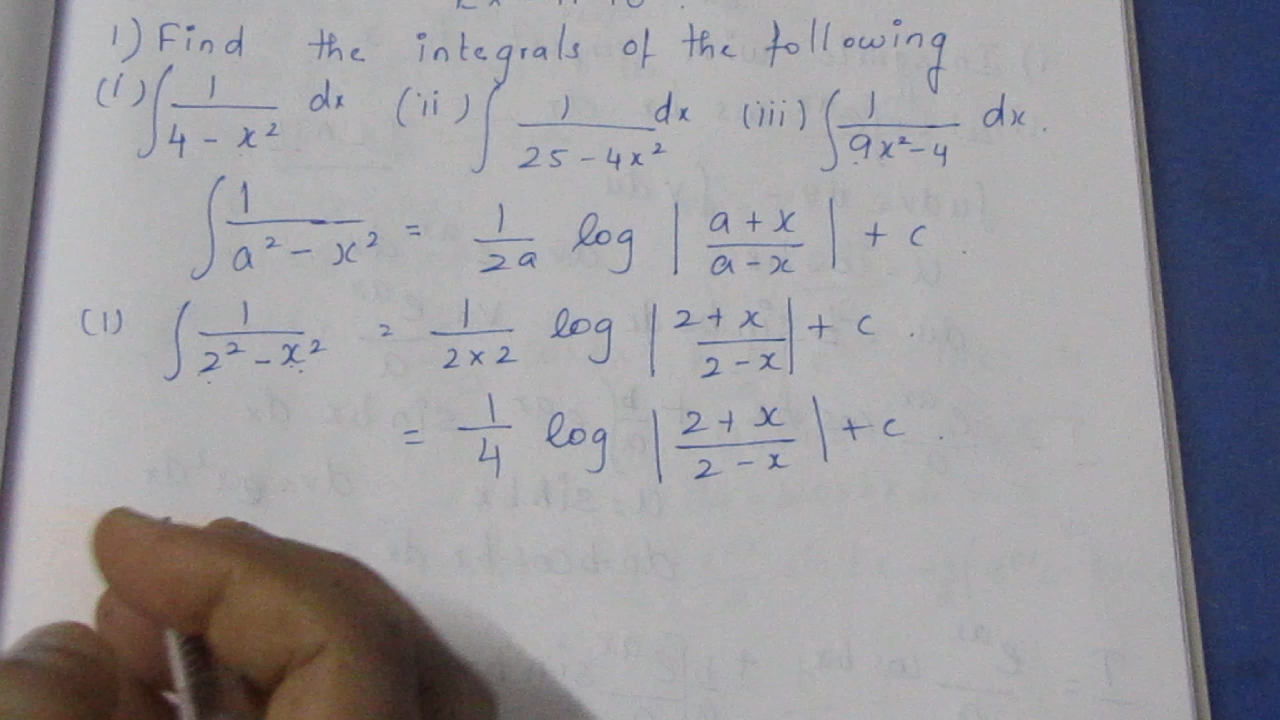 1) Find the integrals of the following
(i) ∫ 1/(4 - x²) dx (ii) ∫ 1/(25 - 4x²) dx (iii) ∫ 1/(9x² - 4) dx.
∫ 1/(a² - x²) = 1/2a log |(a + x)/(a - x)| + c.
(1) ∫ 1/(2² - x²) = 1/(2 × 2) log |(2 + x)/(2 - x)| + c.
= 1/4 log |(2 + x)/(2 - x)| + c.